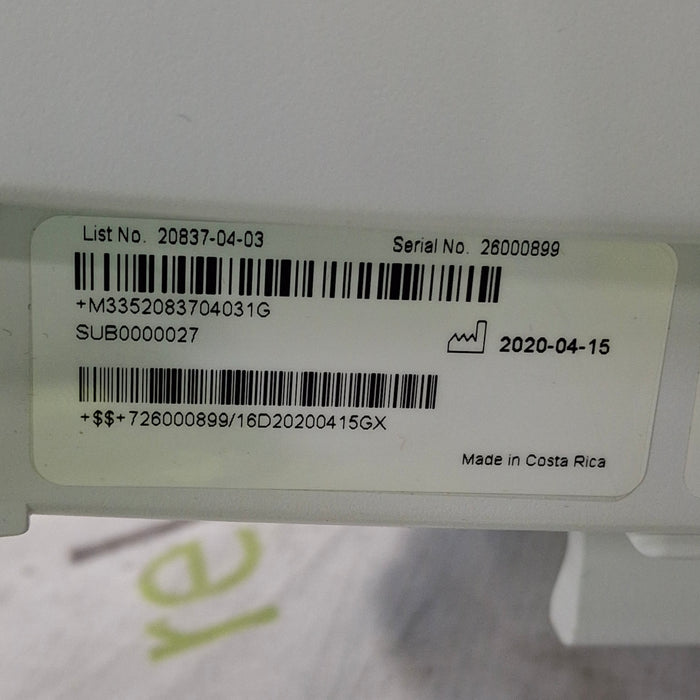 List No. 20837-04-03
Serial No. 26000899
+M3352083704031G
SUB0000027
2020-04-15
+$$+726000899/16D20200415GX
Made in Costa Rica
re